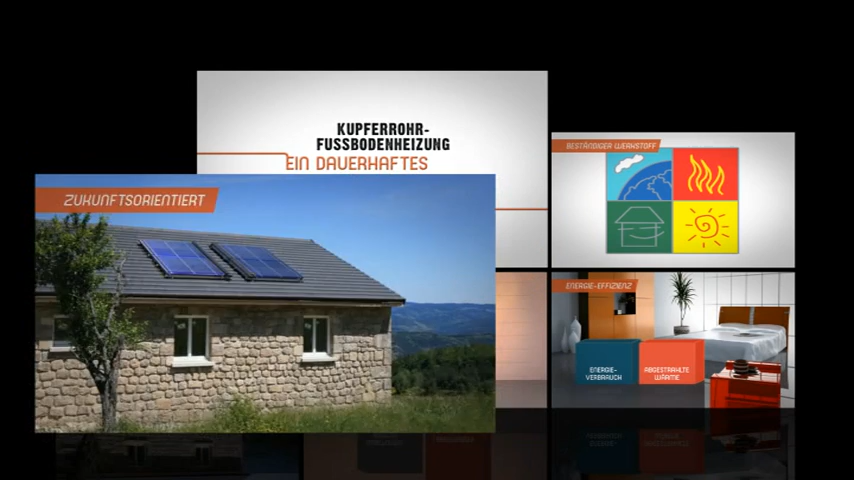 KUPFERROHR-
FUSSBODENHEIZUNG
EIN DAUERHAFTES
BESTÄNDIGER WERKSTOFF
ZUKUNFTSORIENTIERT
ENERGIE-EFFIZIENZ
ENERGIE-
VERBRAUCH
ABGESTRAHLTE
WÄRME